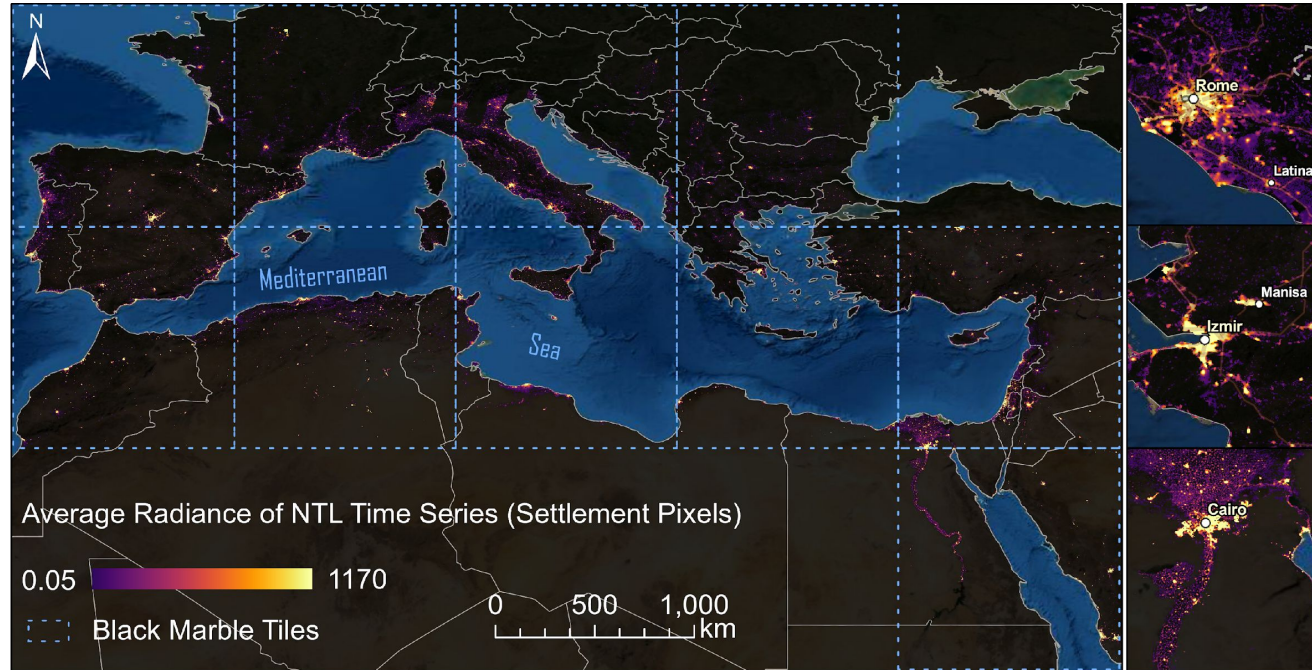 N
Mediterranean
Sea
Average Radiance of NTL Time Series (Settlement Pixels)
0.05 1170
Black Marble Tiles
0 500 1,000
km
Rome
Latina
Manisa
Izmir
Cairo